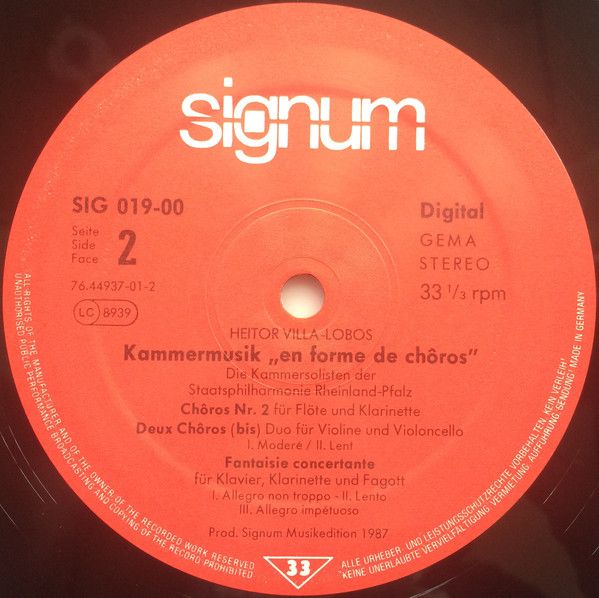 signum
SIG 019-00
Digital
Seite
Side
Face
2
GEMA
STEREO
76.44937-01-2
33 1/3 rpm
LC 8939
HEITOR VILLA-LOBOS
Kammermusik „en forme de chôros”
Die Kammersolisten der
Staatsphilharmonie Rheinland-Pfalz
Chôros Nr. 2 für Flöte und Klarinette
Deux Chôros (bis) Duo für Violine und Violoncello
I. Moderé / II. Lent
Fantaisie concertante
für Klavier, Klarinette und Fagott
I. Allegro non troppo - II. Lento
III. Allegro impétuoso
Prod. Signum Musikedition 1987
33
ALL RIGHTS OF THE MANUFACTURER AND OF THE OWNER OF THE RECORDED WORK RESERVED
UNAUTHORISED PUBLIC PERFORMANCE BROADCASTING AND COPYING OF THE RECORD PROHIBITED
ALLE URHEBER- UND LEISTUNGSSCHUTZRECHTE VORBEHALTEN. KEIN VERLEIH!
KEINE UNERLAUBTE VERVIELFÄLTIGUNG, VERMIETUNG, AUFFÜHRUNG, SENDUNG! MADE IN GERMANY